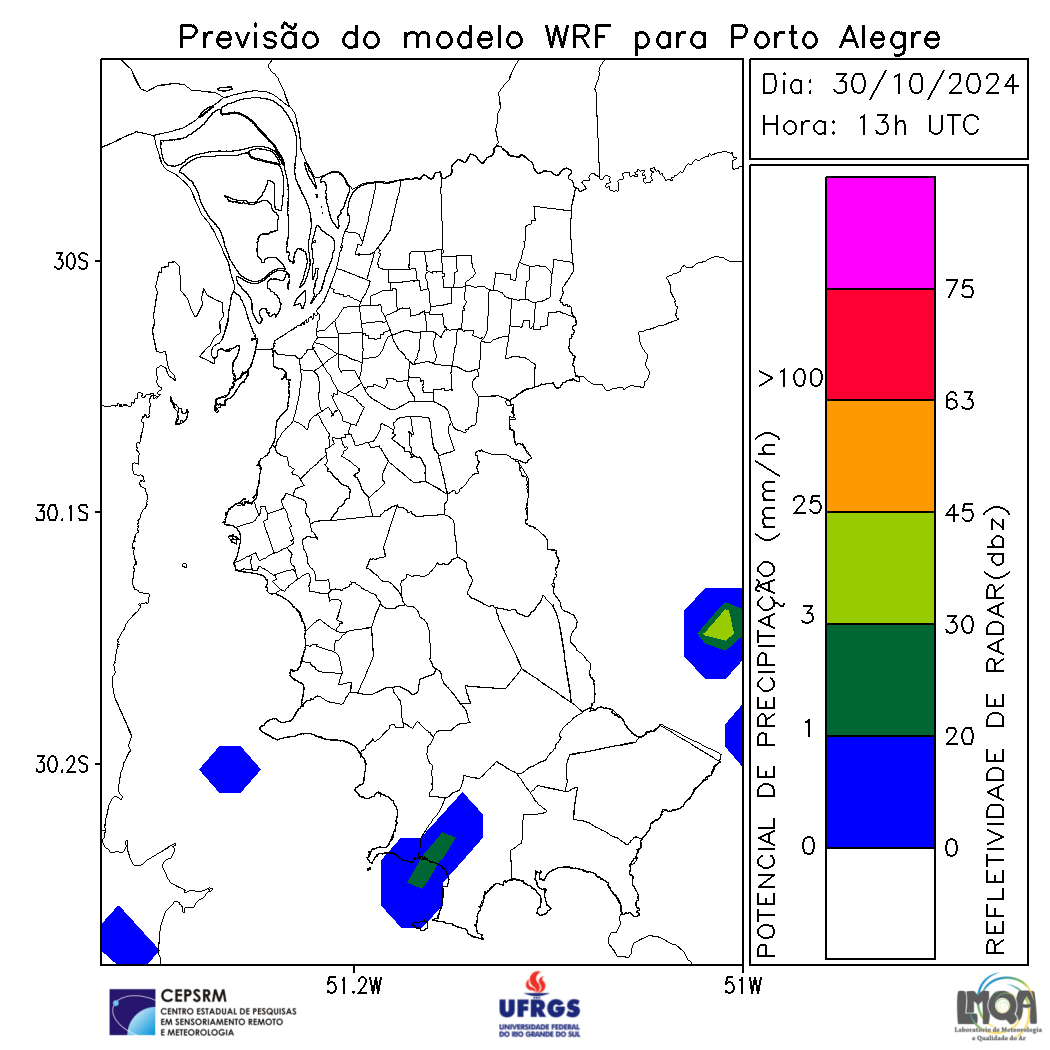 Previsão do modelo WRF para Porto Alegre
Dia: 30/10/2024
Hora: 13h UTC
30S
30.1S
30.2S
51.2W
51W
POTENCIAL DE PRECIPITAÇÃO (mm/h)
>100
25
3
1
0
75
63
45
30
20
0
REFLETIVIDADE DE RADAR(dbz)
CEPSRM
CENTRO ESTADUAL DE PESQUISAS
EM SENSORIAMENTO REMOTO
E METEOROLOGIA
UFRGS
UNIVERSIDADE FEDERAL
DO RIO GRANDE DO SUL
LMQA
Laboratório de Meteorologia
e Qualidade do Ar